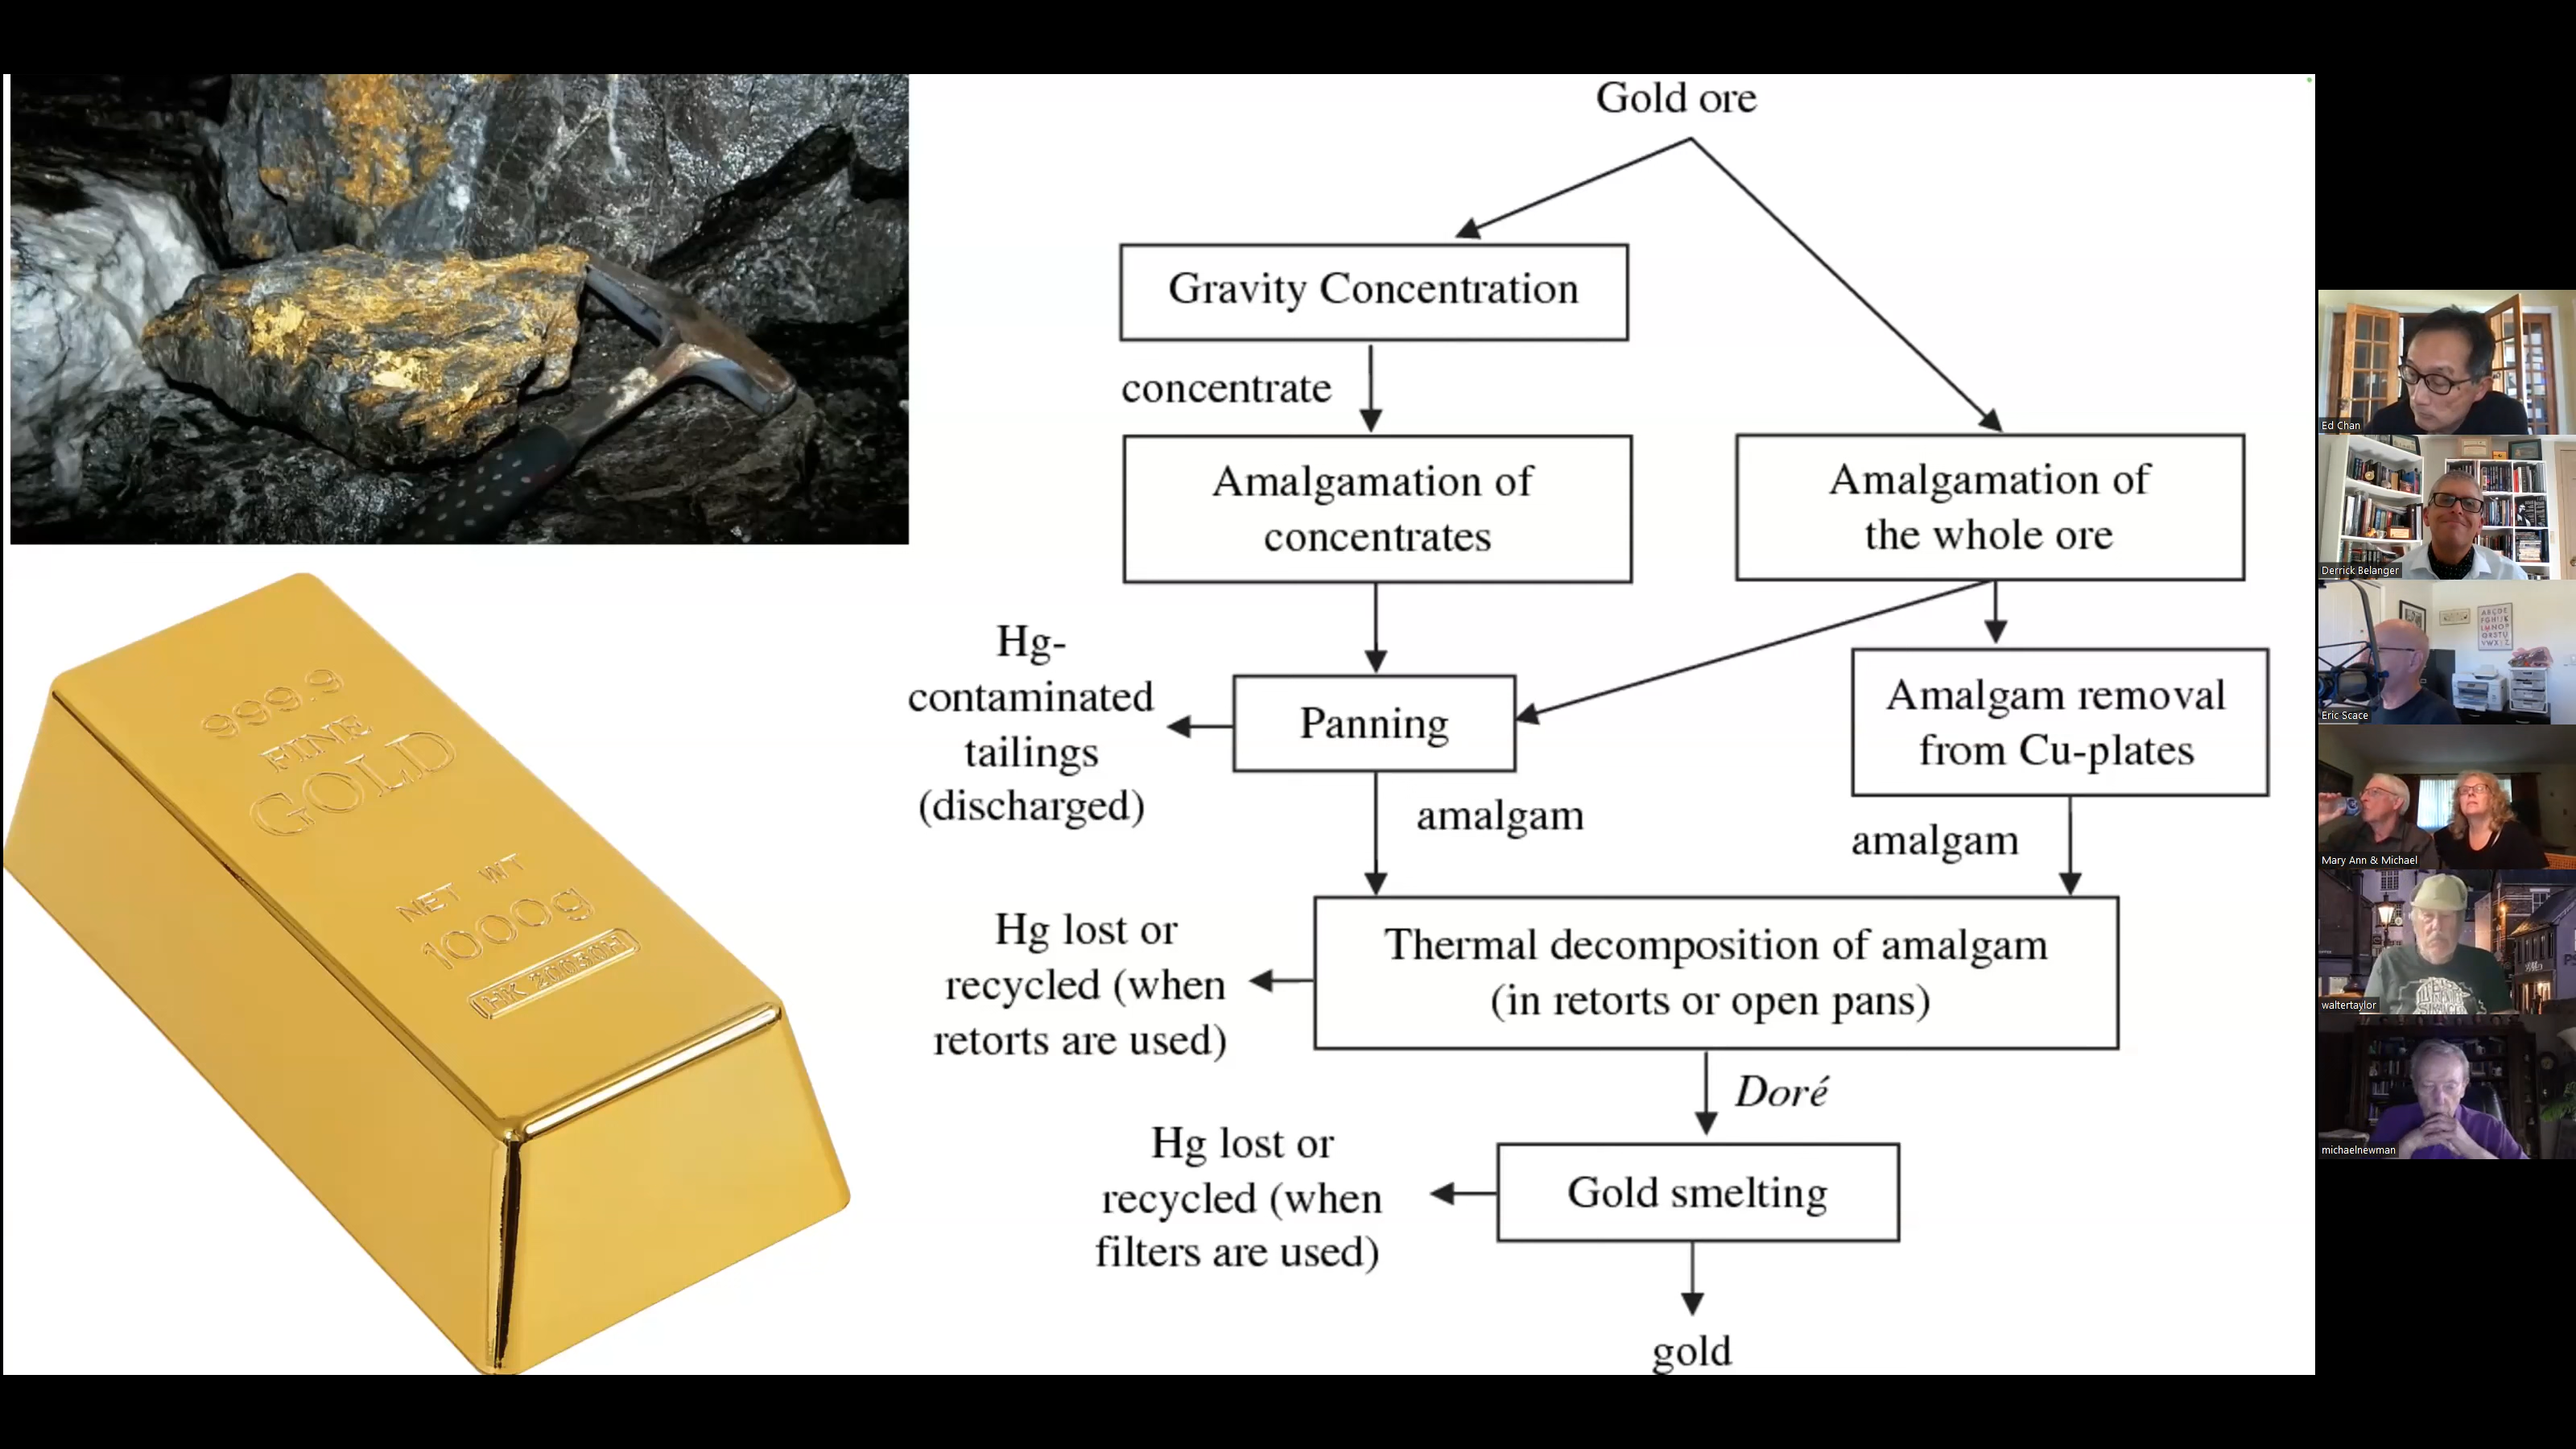 Gold ore
Gravity Concentration
concentrate
Amalgamation of
concentrates
Amalgamation of
the whole ore
Hg-
contaminated
tailings
(discharged)
Panning
Amalgam removal
from Cu-plates
amalgam
amalgam
Hg lost or
recycled (when
retorts are used)
Thermal decomposition of amalgam
(in retorts or open pans)
Doré
Hg lost or
recycled (when
filters are used)
Gold smelting
gold
999.9
FINE
GOLD
NET WT
1000g
Ed Chan
Derrick Belanger
Eric Scace
Mary Ann & Michael
waltertaylor
michaelnewman